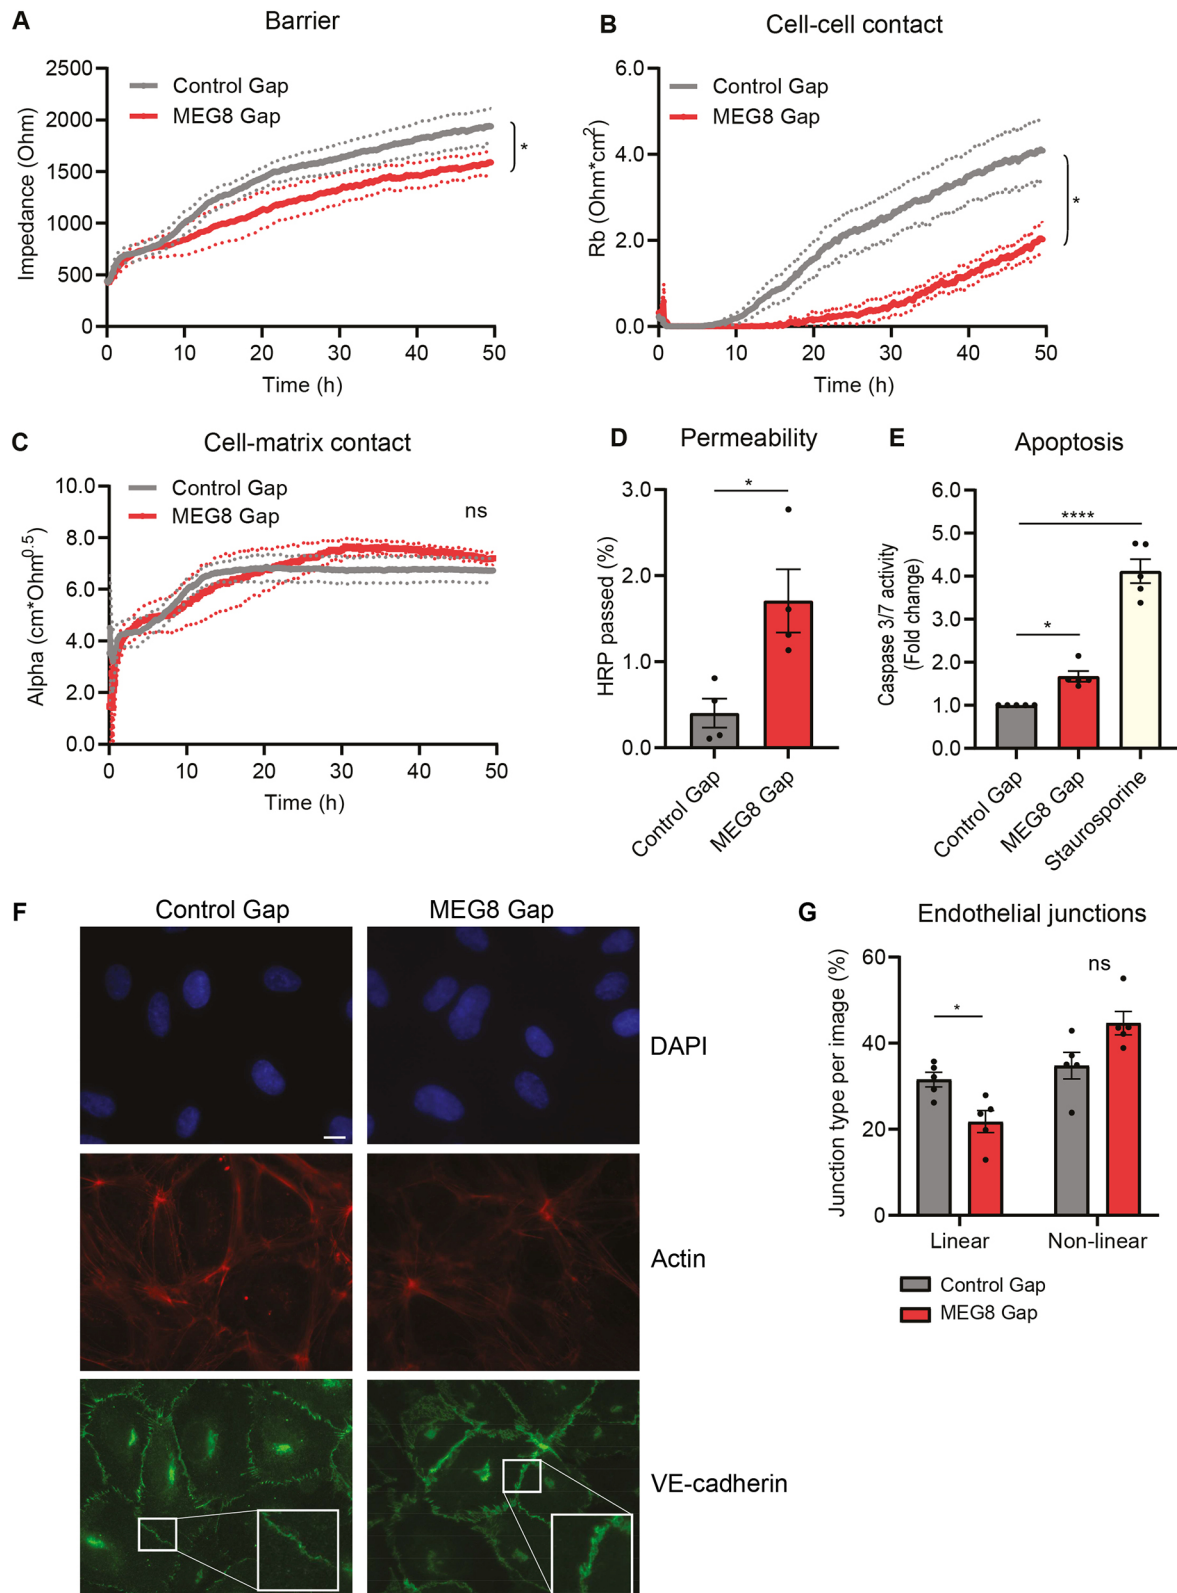 A
Barrier
Impedance (Ohm)
2500
2000
1500
1000
500
0
Control Gap
MEG8 Gap
*
0 10 20 30 40 50
Time (h)
B
Cell-cell contact
Rb (Ohm*cm2)
6.0
4.0
2.0
0.0
Control Gap
MEG8 Gap
*
0 10 20 30 40 50
Time (h)
C
Cell-matrix contact
Alpha (cm*Ohm0.5)
10.0
8.0
6.0
4.0
2.0
0.0
Control Gap
MEG8 Gap
ns
0 10 20 30 40 50
Time (h)
D
Permeability
HRP passed (%)
3.0
2.0
1.0
0.0
*
Control Gap
MEG8 Gap
E
Apoptosis
Caspase 3/7 activity
(Fold change)
6.0
5.0
4.0
3.0
2.0
1.0
0.0
****
*
Control Gap
MEG8 Gap
Staurosporine
F
Control Gap
MEG8 Gap
DAPI
Actin
VE-cadherin
G
Endothelial junctions
Junction type per image (%)
60
40
20
0
*
ns
Linear
Non-linear
Control Gap
MEG8 Gap